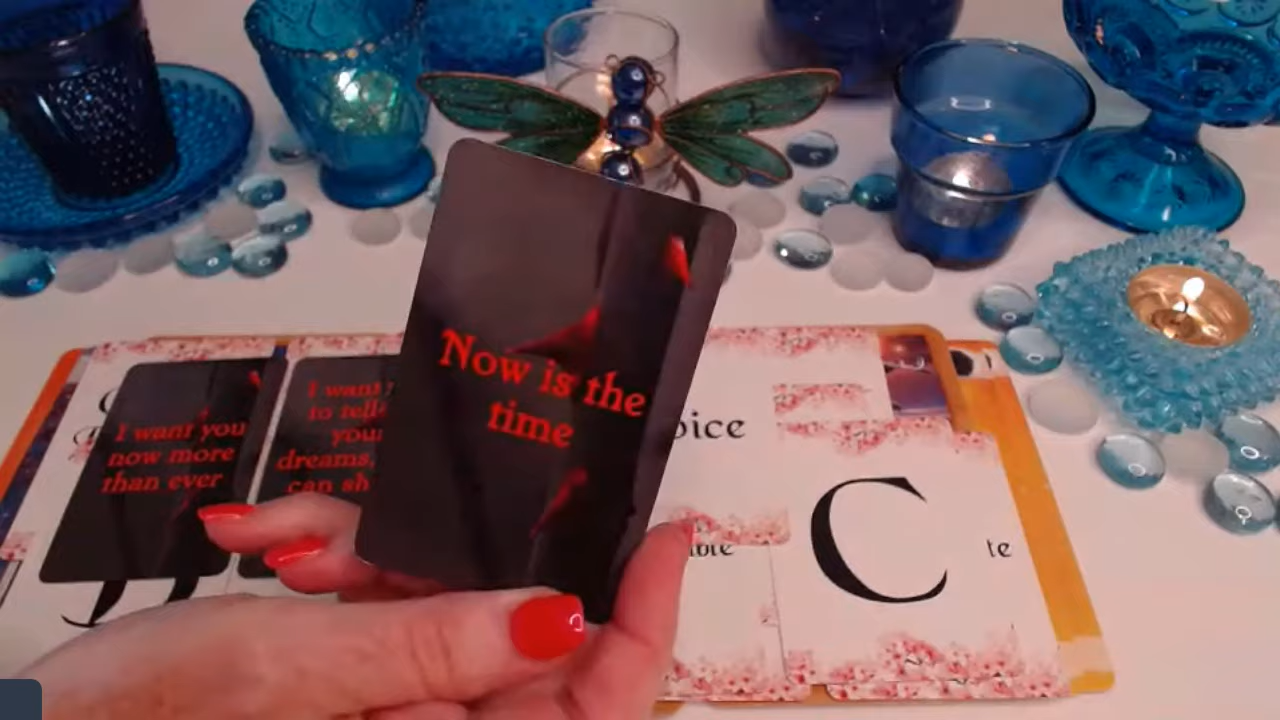 Now is the
time
I want you
now more
than ever
I want
to tell
your
dreams,
can sh
oice
C
te